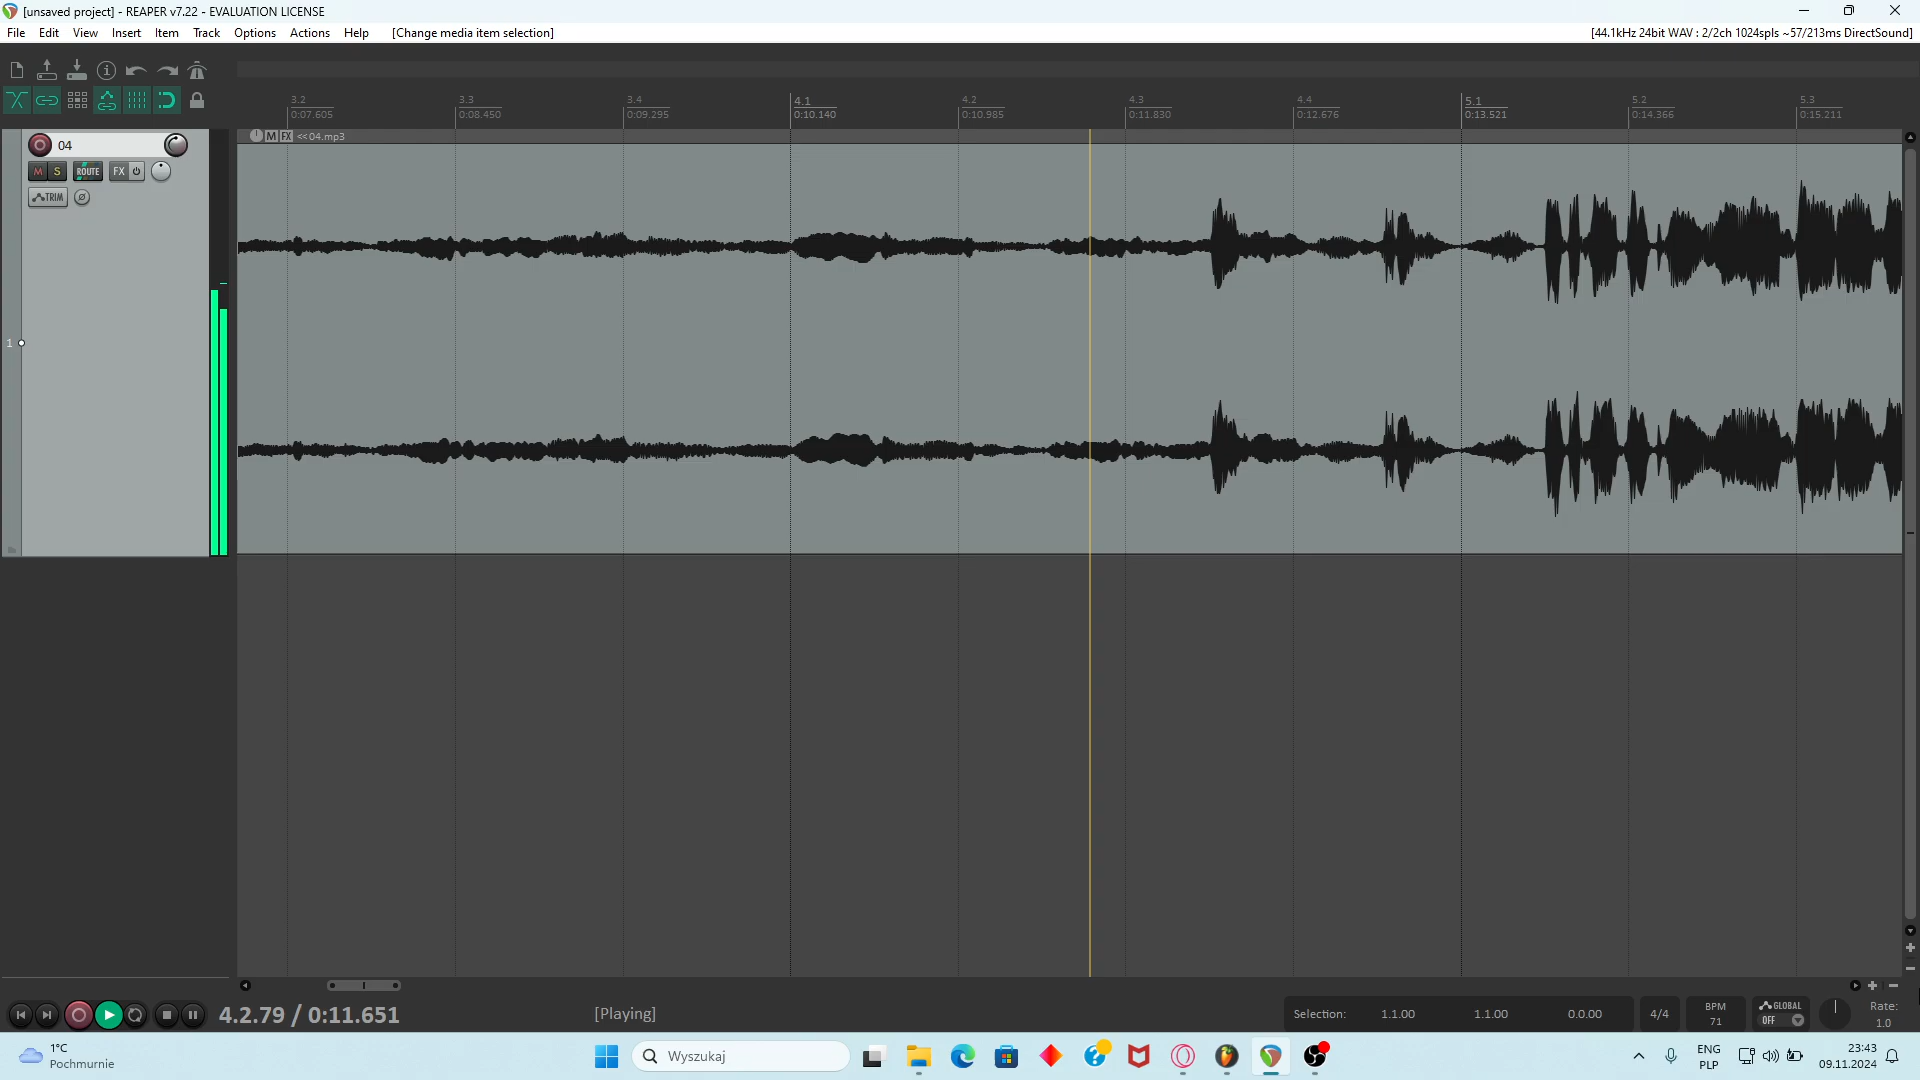 [unsaved project] - REAPER v7.22 - EVALUATION LICENSE
File Edit View Insert Item Track Options Actions Help [Change media item selection]
[44.1kHz 24bit WAV : 2/2ch 1024spls ~57/213ms DirectSound]
3.2 3.3 3.4 4.1 4.2 4.3 4.4 5.1 5.2 5.3
0:07.605 0:08.450 0:09.295 0:10.140 0:10.985 0:11.830 0:12.676 0:13.521 0:14.366 0:15.211
M FX <<04.mp3
04
M S ROUTE FX
TRIM
1
4.2.79 / 0:11.651
[Playing]
Selection: 1.1.00 1.1.00 0.0.00
4/4
BPM
71
GLOBAL
OFF
Rate:
1.0
1°C
Pochmurnie
Wyszukaj
ENG
PLP
23:43
09.11.2024